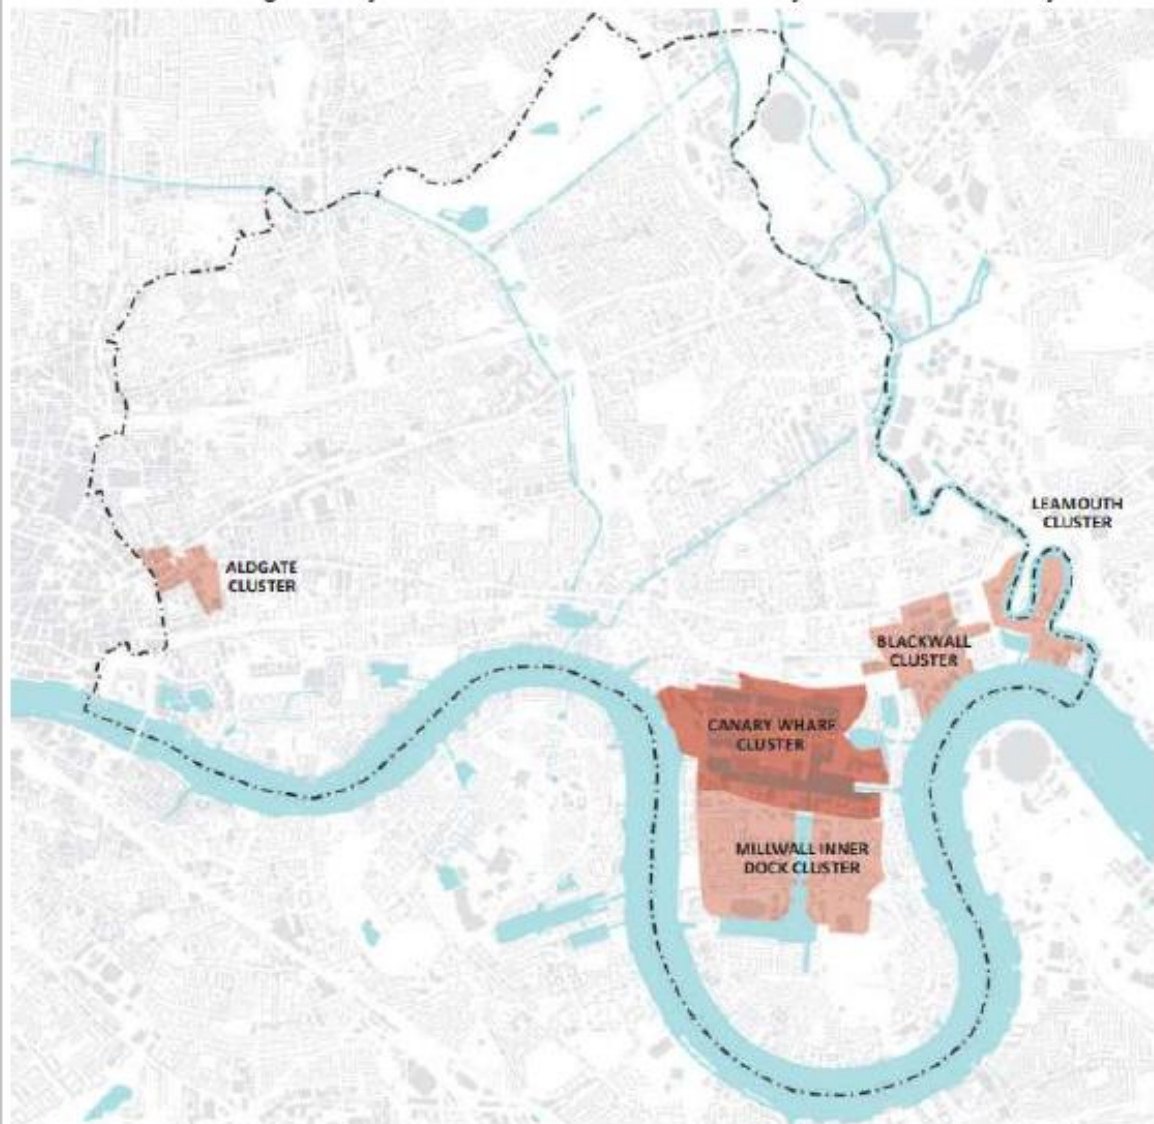 LEAMOUTH
CLUSTER
ALDGATE
CLUSTER
BLACKWALL
CLUSTER
CANARY WHARF
CLUSTER
MILLWALL INNER
DOCK CLUSTER